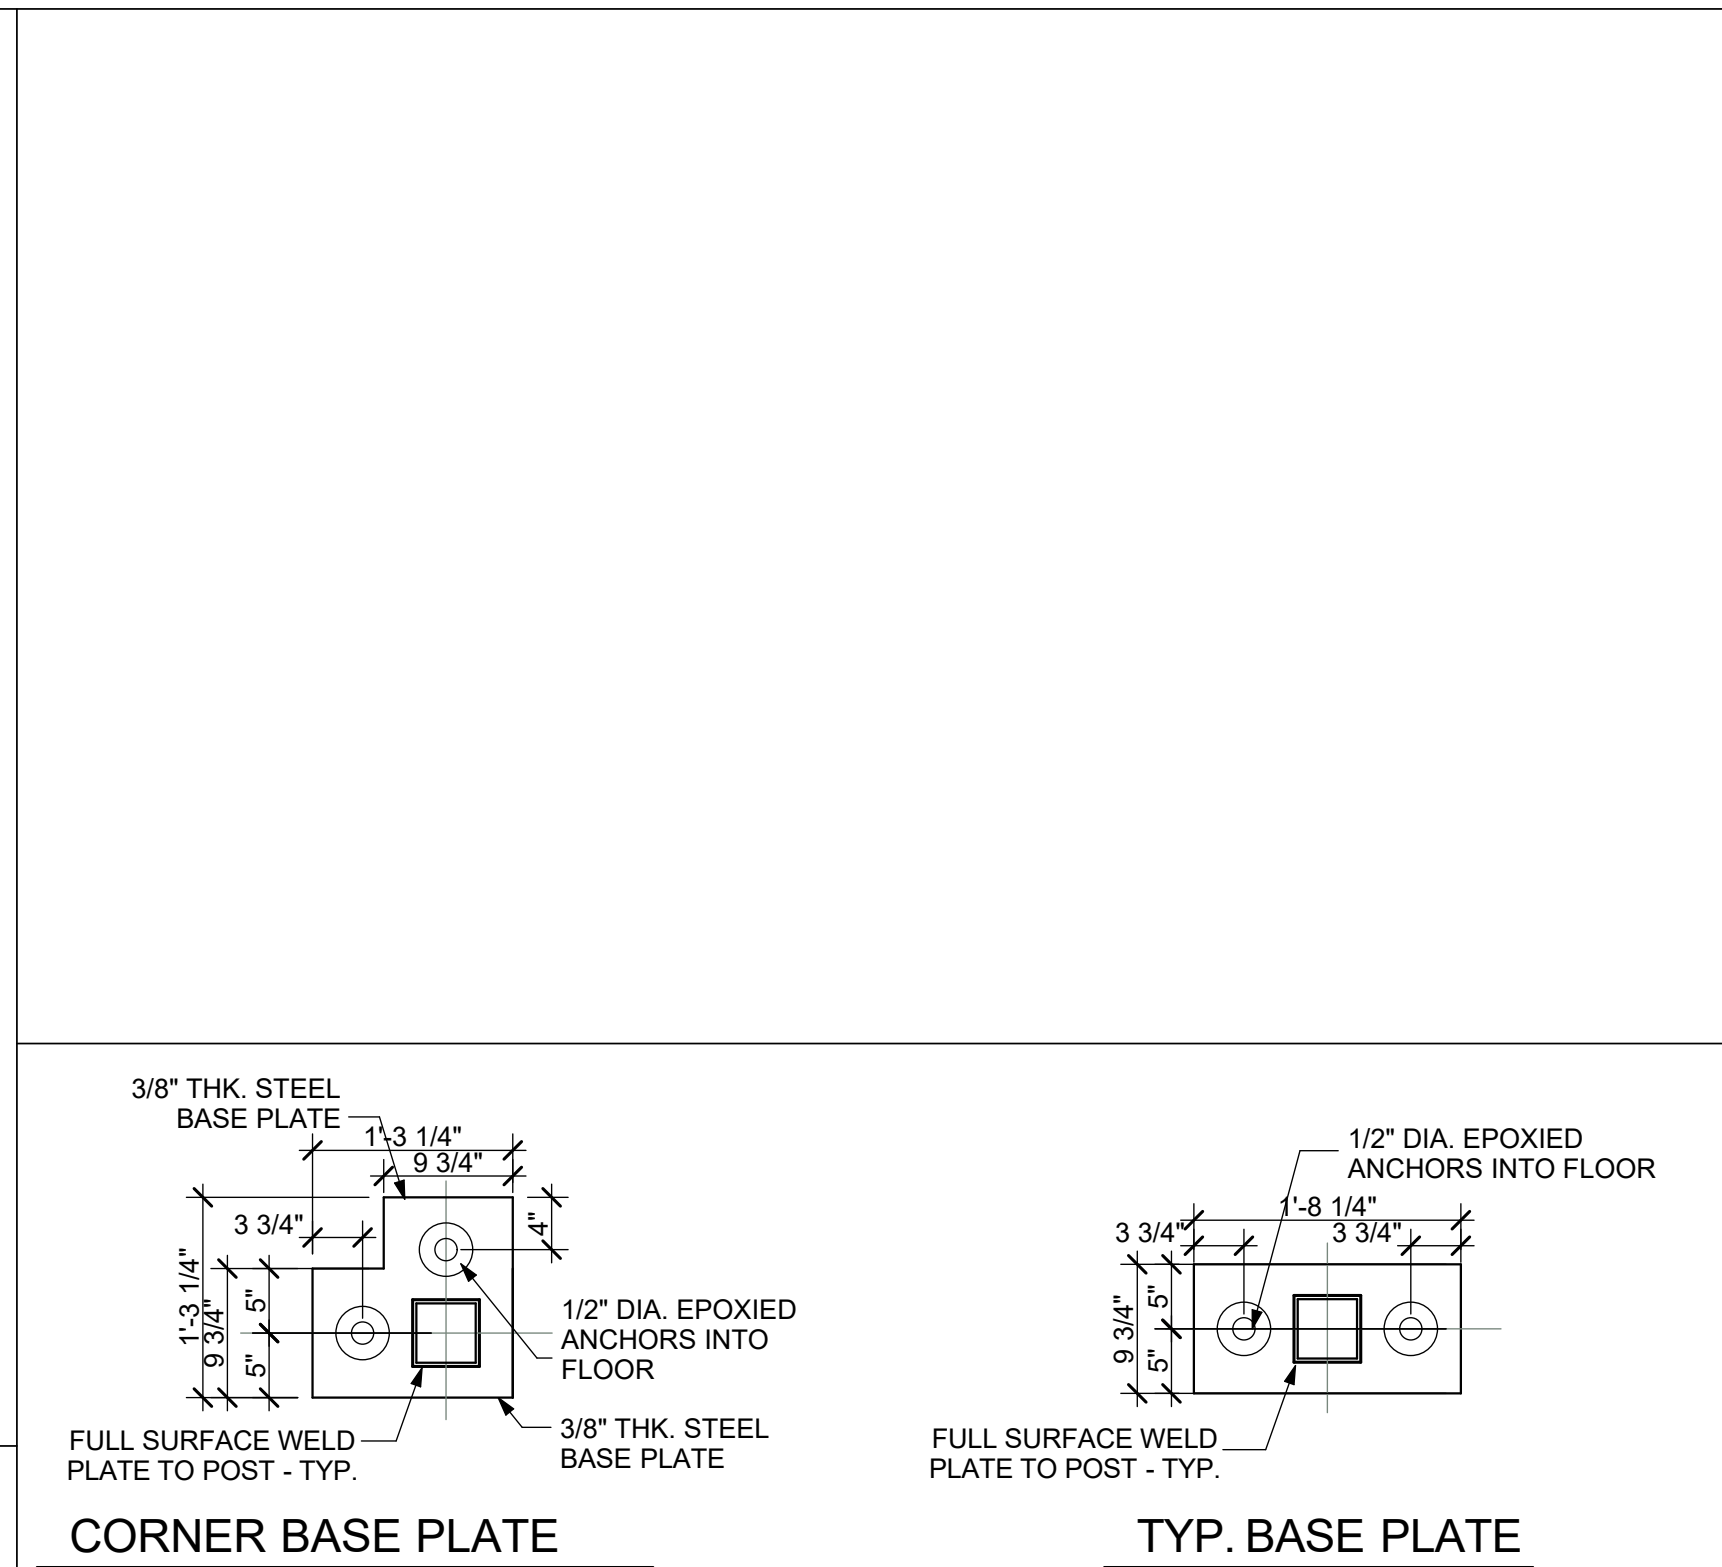 3/8" THK. STEEL
BASE PLATE
1'-3 1/4"
9 3/4"
3 3/4"
4"
1'-3 1/4"
9 3/4"
5"
5"
1/2" DIA. EPOXIED
ANCHORS INTO
FLOOR
3/8" THK. STEEL
BASE PLATE
FULL SURFACE WELD
PLATE TO POST - TYP.
CORNER BASE PLATE
1/2" DIA. EPOXIED
ANCHORS INTO FLOOR
1'-8 1/4"
3 3/4"
3 3/4"
9 3/4"
5"
5"
FULL SURFACE WELD
PLATE TO POST - TYP.
TYP. BASE PLATE